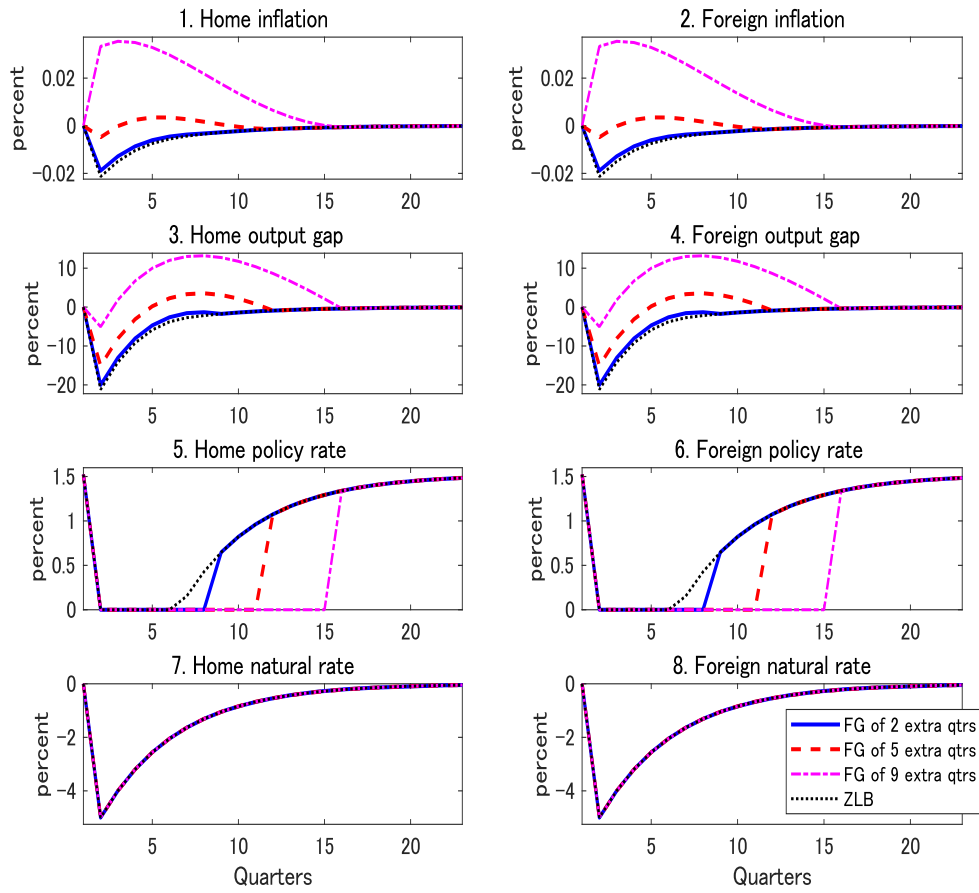 1. Home inflation
2. Foreign inflation
percent
0.02
0
-0.02
5 10 15 20
percent
0.02
0
-0.02
5 10 15 20
3. Home output gap
4. Foreign output gap
percent
10
0
-10
-20
5 10 15 20
percent
10
0
-10
-20
5 10 15 20
5. Home policy rate
6. Foreign policy rate
percent
1.5
1
0.5
0
5 10 15 20
percent
1.5
1
0.5
0
5 10 15 20
7. Home natural rate
8. Foreign natural rate
percent
0
-2
-4
5 10 15 20
Quarters
percent
0
-2
-4
5 10 15 20
Quarters
FG of 2 extra qtrs
FG of 5 extra qtrs
FG of 9 extra qtrs
ZLB